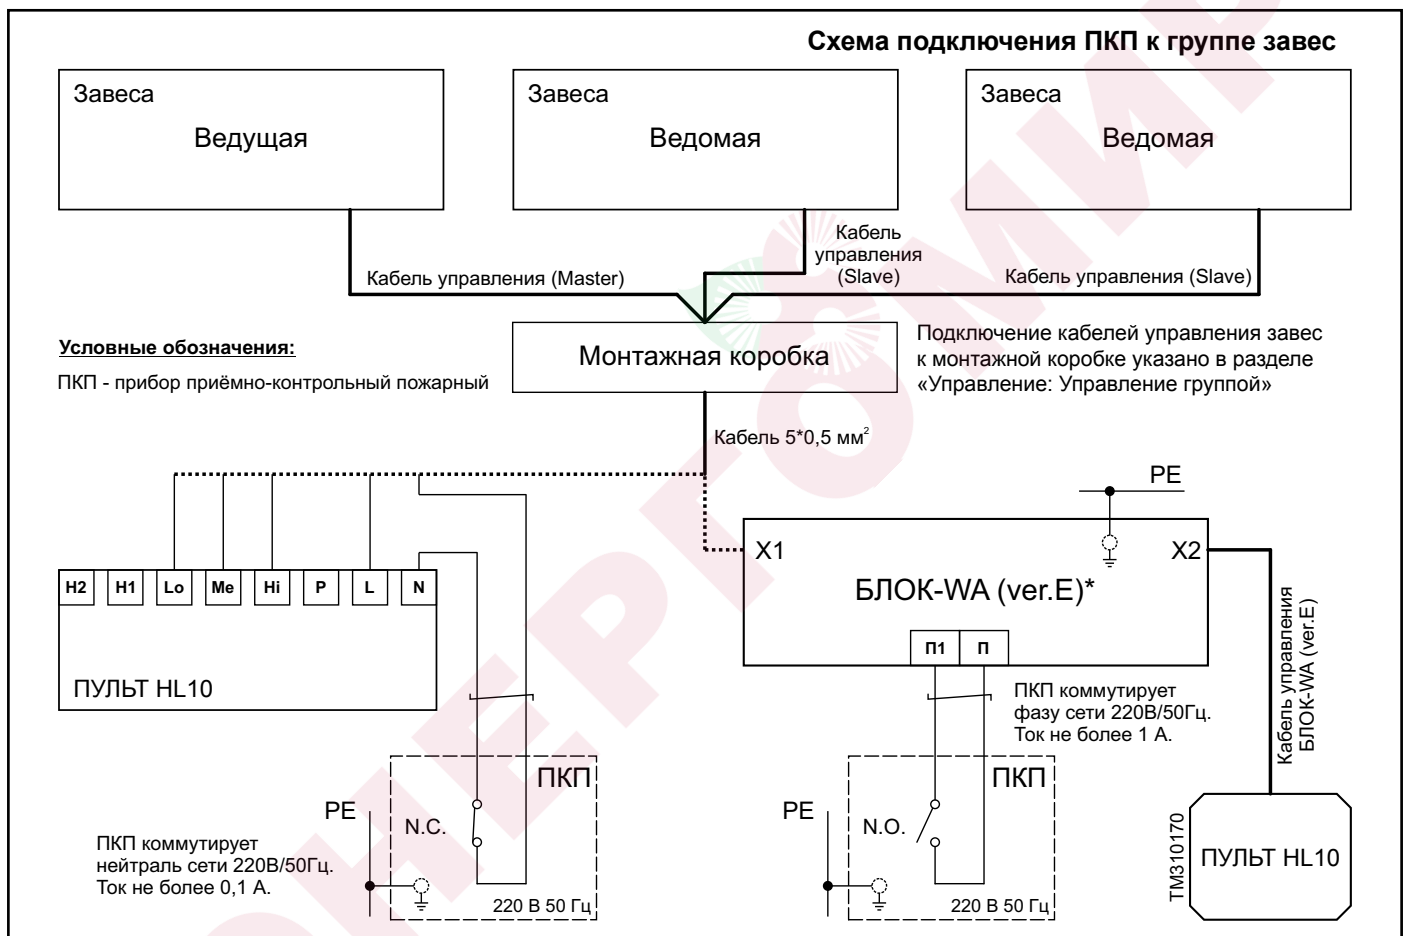 Схема подключения ПКП к группе завес
Завеса
Ведущая
Завеса
Ведомая
Завеса
Ведомая
Кабель управления (Master)
Кабель
управления
(Slave)
Кабель управления (Slave)
Условные обозначения:
ПКП - прибор приёмно-контрольный пожарный
Монтажная коробка
Подключение кабелей управления завес
к монтажной коробке указано в разделе
«Управление: Управление группой»
Кабель 5*0,5 мм²
H2 H1 Lo Me Hi P L N
ПУЛЬТ HL10
PE
X1
X2
БЛОК-WA (ver.E)*
П1 П
Кабель управления
БЛОК-WA (ver.E)
ПКП коммутирует
фазу сети 220В/50Гц.
Ток не более 1 А.
ПКП
PE
N.C.
220 В 50 Гц
ПКП коммутирует
нейтраль сети 220В/50Гц.
Ток не более 0,1 А.
ПКП
PE
N.O.
220 В 50 Гц
TM310170
ПУЛЬТ HL10
ОНЕРГОМИР